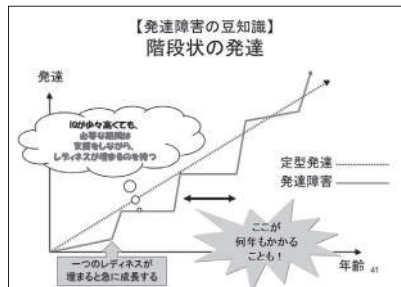 【発達障害の豆知識】
階段状の発達
発達
IQが少々高くても、
必要な期間は
支援をしながら、
レディネスが埋まるのを待つ
定型発達
発達障害
ここが
何年もかかる
ことも！
一つのレディネスが
埋まると急に成長する
年齢
41